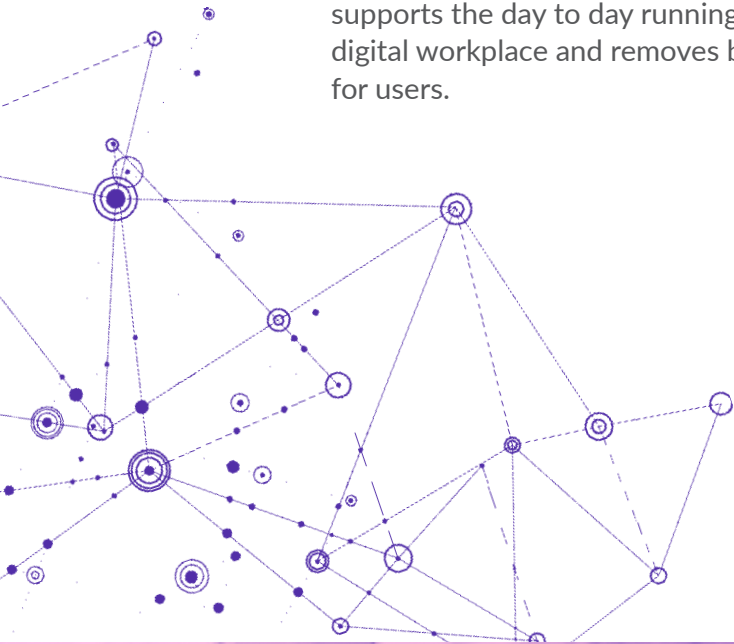 supports the day to day running
digital workplace and removes
for users.